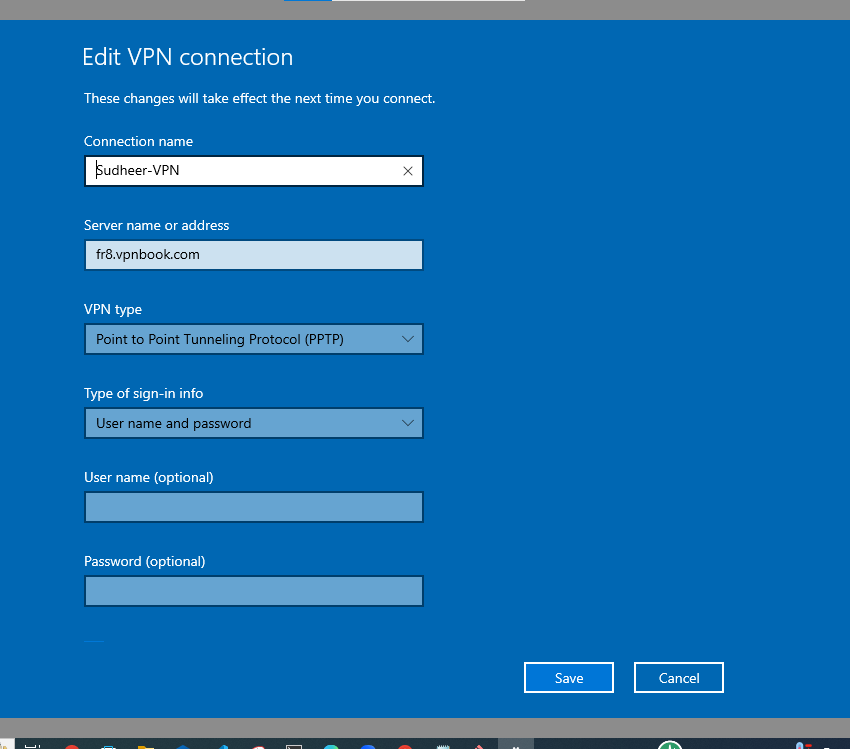 Edit VPN connection
These changes will take effect the next time you connect.
Connection name
Sudheer-VPN
Server name or address
fr8.vpnbook.com
VPN type
Point to Point Tunneling Protocol (PPTP)
Type of sign-in info
User name and password
User name (optional)
Password (optional)
Save Cancel